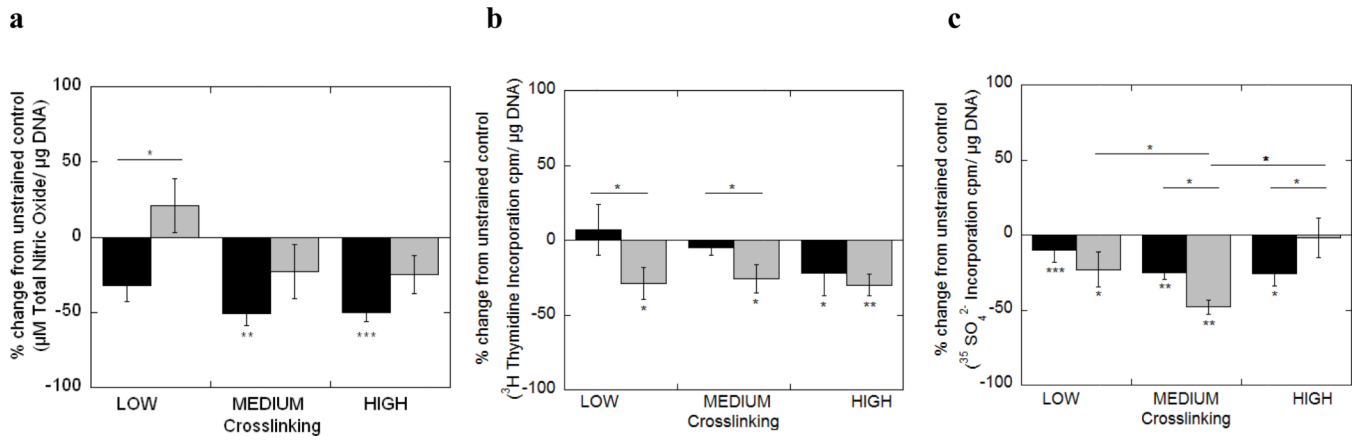 a
% change from unstrained control
(µM Total Nitric Oxide/ µg DNA)
100
50
0
-50
-100
*
**
***
LOW
MEDIUM
HIGH
Crosslinking
b
% change from unstrained control
(³H Thymidine Incorporation cpm/ µg DNA)
100
50
0
-50
-100
*
*
*
*
*
**
LOW
MEDIUM
HIGH
Crosslinking
c
% change from unstrained control
(³⁵ SO₄²⁻ Incorporation cpm/ µg DNA)
100
50
0
-50
-100
*
*
*
*
***
*
**
**
*
LOW
MEDIUM
HIGH
Crosslinking